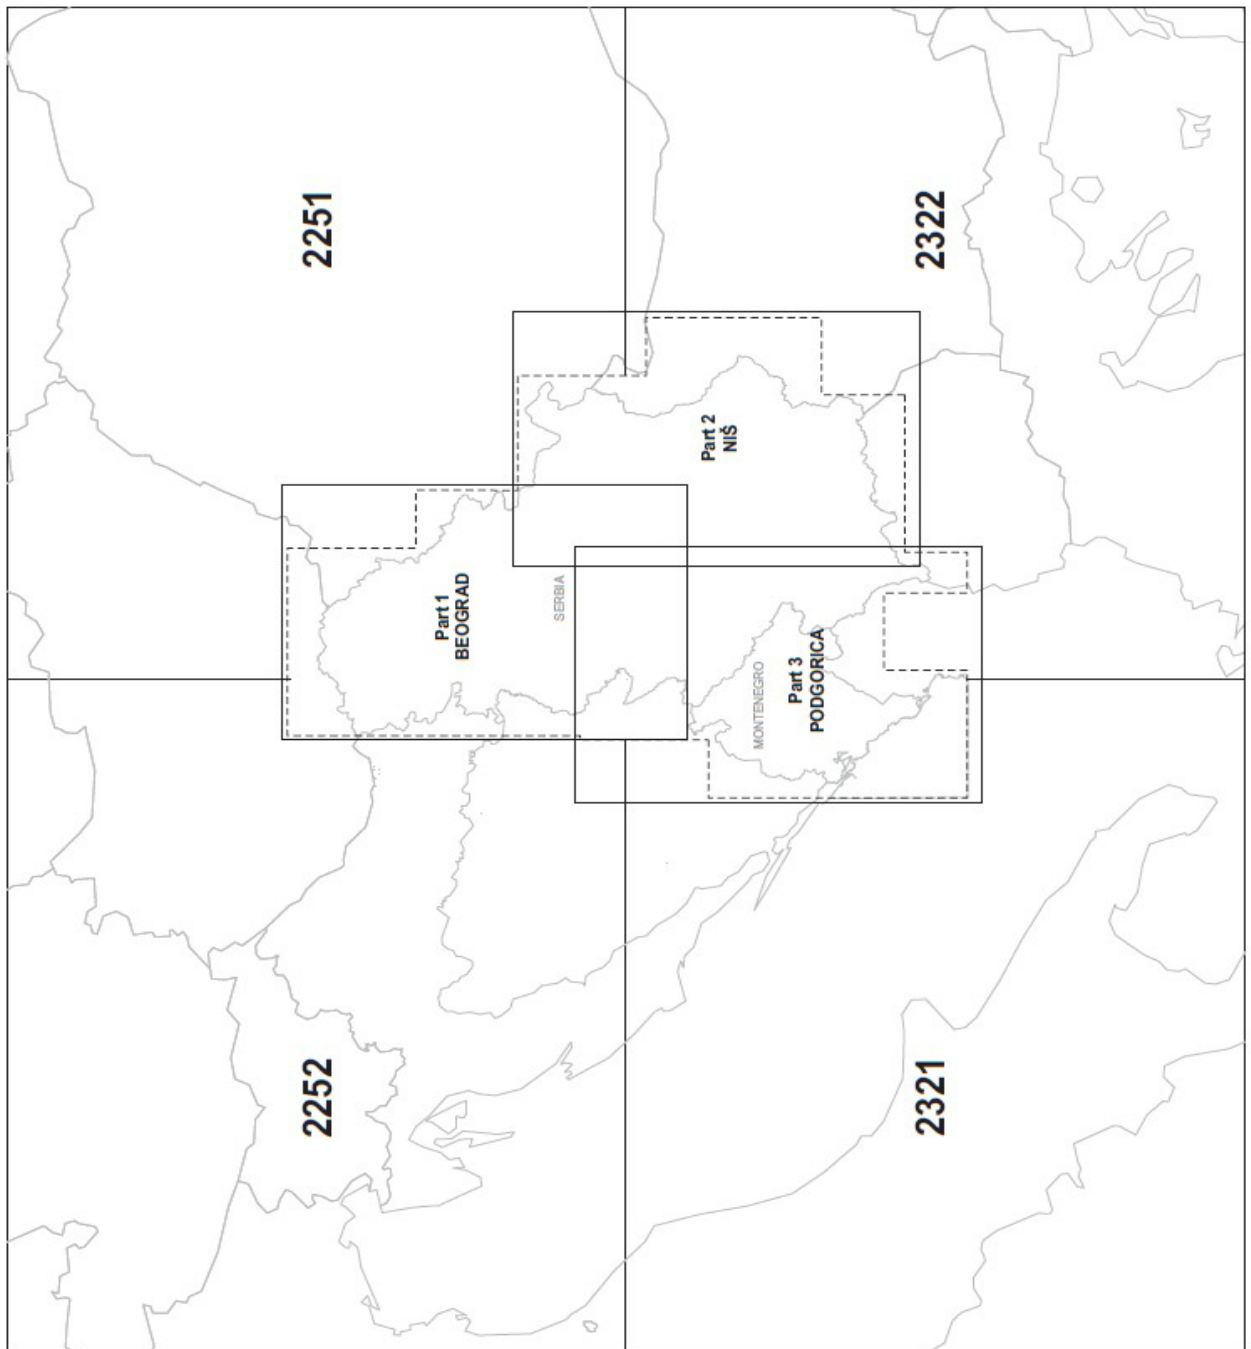 2252
2251
Part 1
BEOGRAD
SERBIA
Part 2
NIŠ
MONTENEGRO
Part 3
PODGORICA
2321
2322